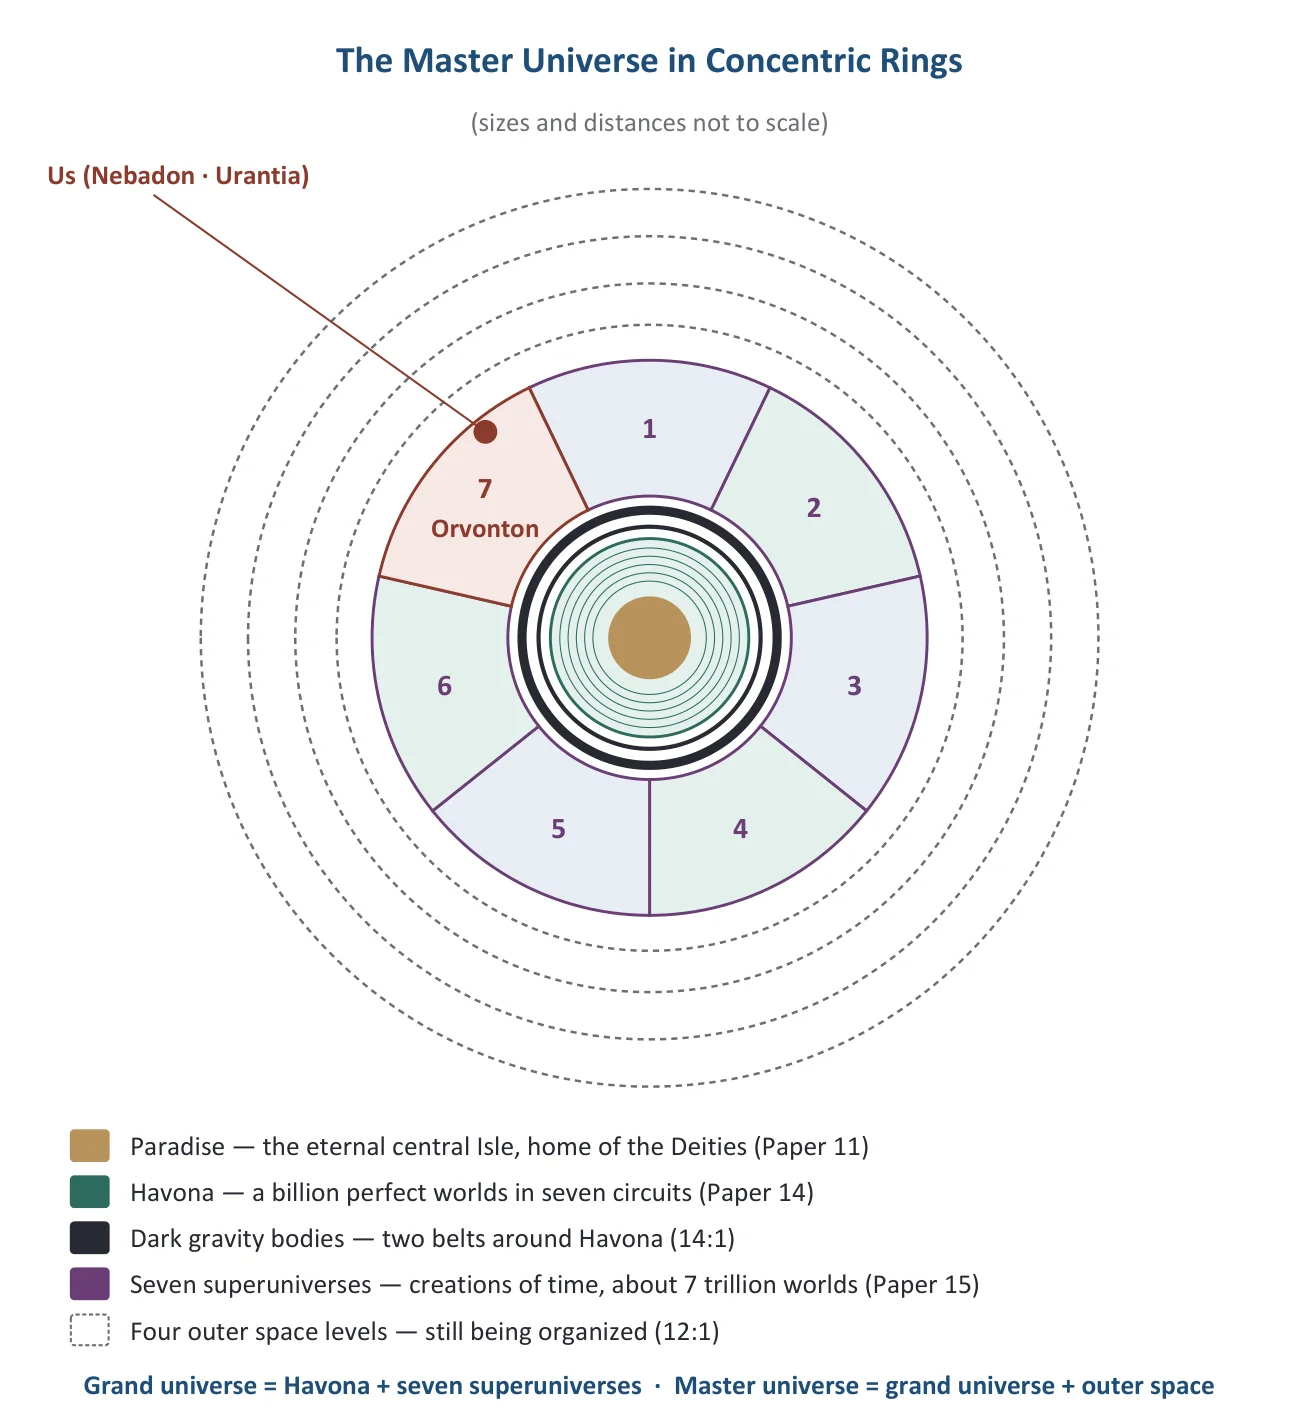 The Master Universe in Concentric Rings
(sizes and distances not to scale)
Us (Nebadon · Urantia)
1
2
3
4
5
6
7
Orvonton
Paradise — the eternal central Isle, home of the Deities (Paper 11)
Havona — a billion perfect worlds in seven circuits (Paper 14)
Dark gravity bodies — two belts around Havona (14:1)
Seven superuniverses — creations of time, about 7 trillion worlds (Paper 15)
Four outer space levels — still being organized (12:1)
Grand universe = Havona + seven superuniverses · Master universe = grand universe + outer space